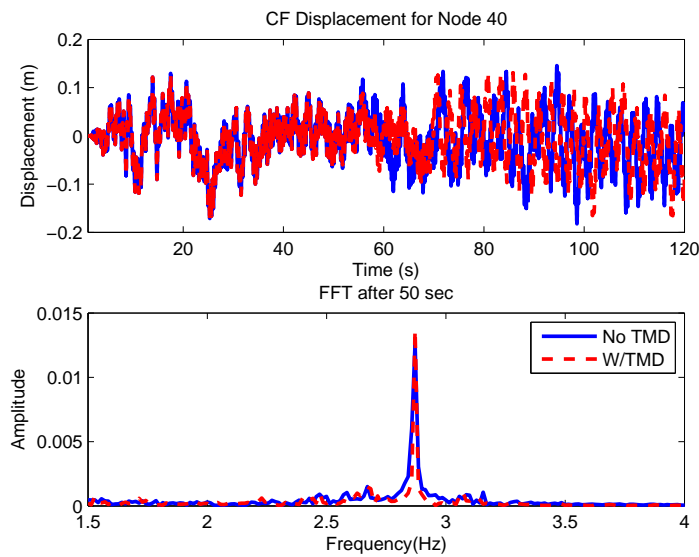 CF Displacement for Node 40
Displacement (m)
0.2
0.1
0
−0.1
−0.2
20
40
60
80
100
120
Time (s)
FFT after 50 sec
Amplitude
0.015
0.01
0.005
0
1.5
2
2.5
3
3.5
4
Frequency(Hz)
No TMD
W/TMD